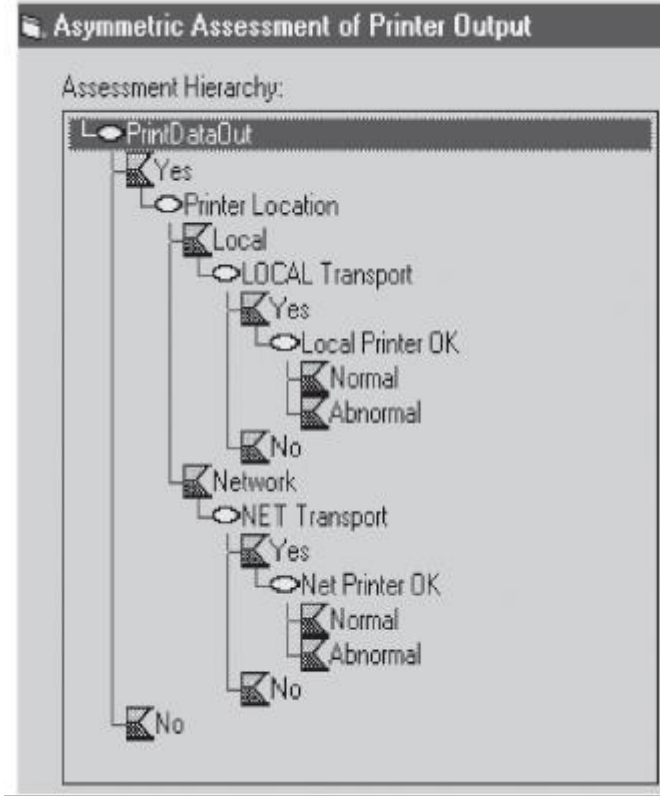 Asymmetric Assessment of Printer Output
Assessment Hierarchy:
PrintDataOut
Yes
Printer Location
Local
LOCAL Transport
Yes
Local Printer OK
Normal
Abnormal
No
Network
NET Transport
Yes
Net Printer OK
Normal
Abnormal
No
No